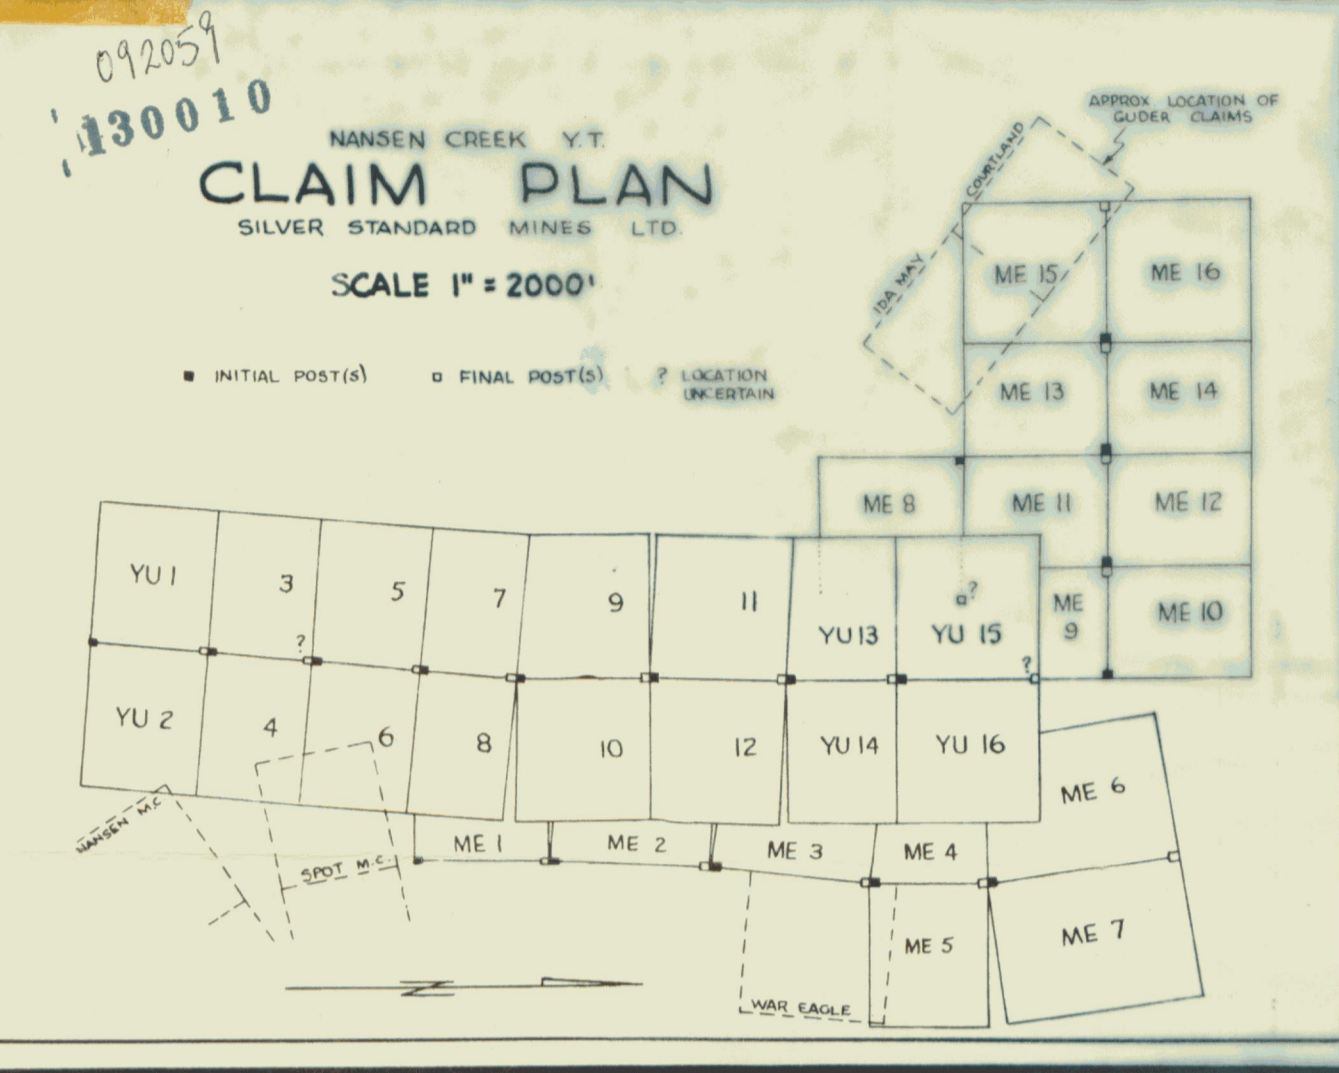 092059
130010
NANSEN CREEK Y.T.
CLAIM PLAN
SILVER STANDARD MINES LTD.
SCALE 1" = 2000'
INITIAL POST(S)
FINAL POST(S)
? LOCATION
UNCERTAIN
APPROX. LOCATION OF
GUDER CLAIMS
COURTLAND
IDA MAY
ME 15
ME 16
ME 13
ME 14
ME 8
ME 11
ME 12
ME
9
ME 10
YU 1
3
5
7
9
11
YU 13
?
YU 15
?
?
YU 2
4
6
8
10
12
YU 14
YU 16
ME 6
NANSEN M.C.
SPOT M.C.
ME 1
ME 2
ME 3
ME 4
ME 5
ME 7
WAR EAGLE
N